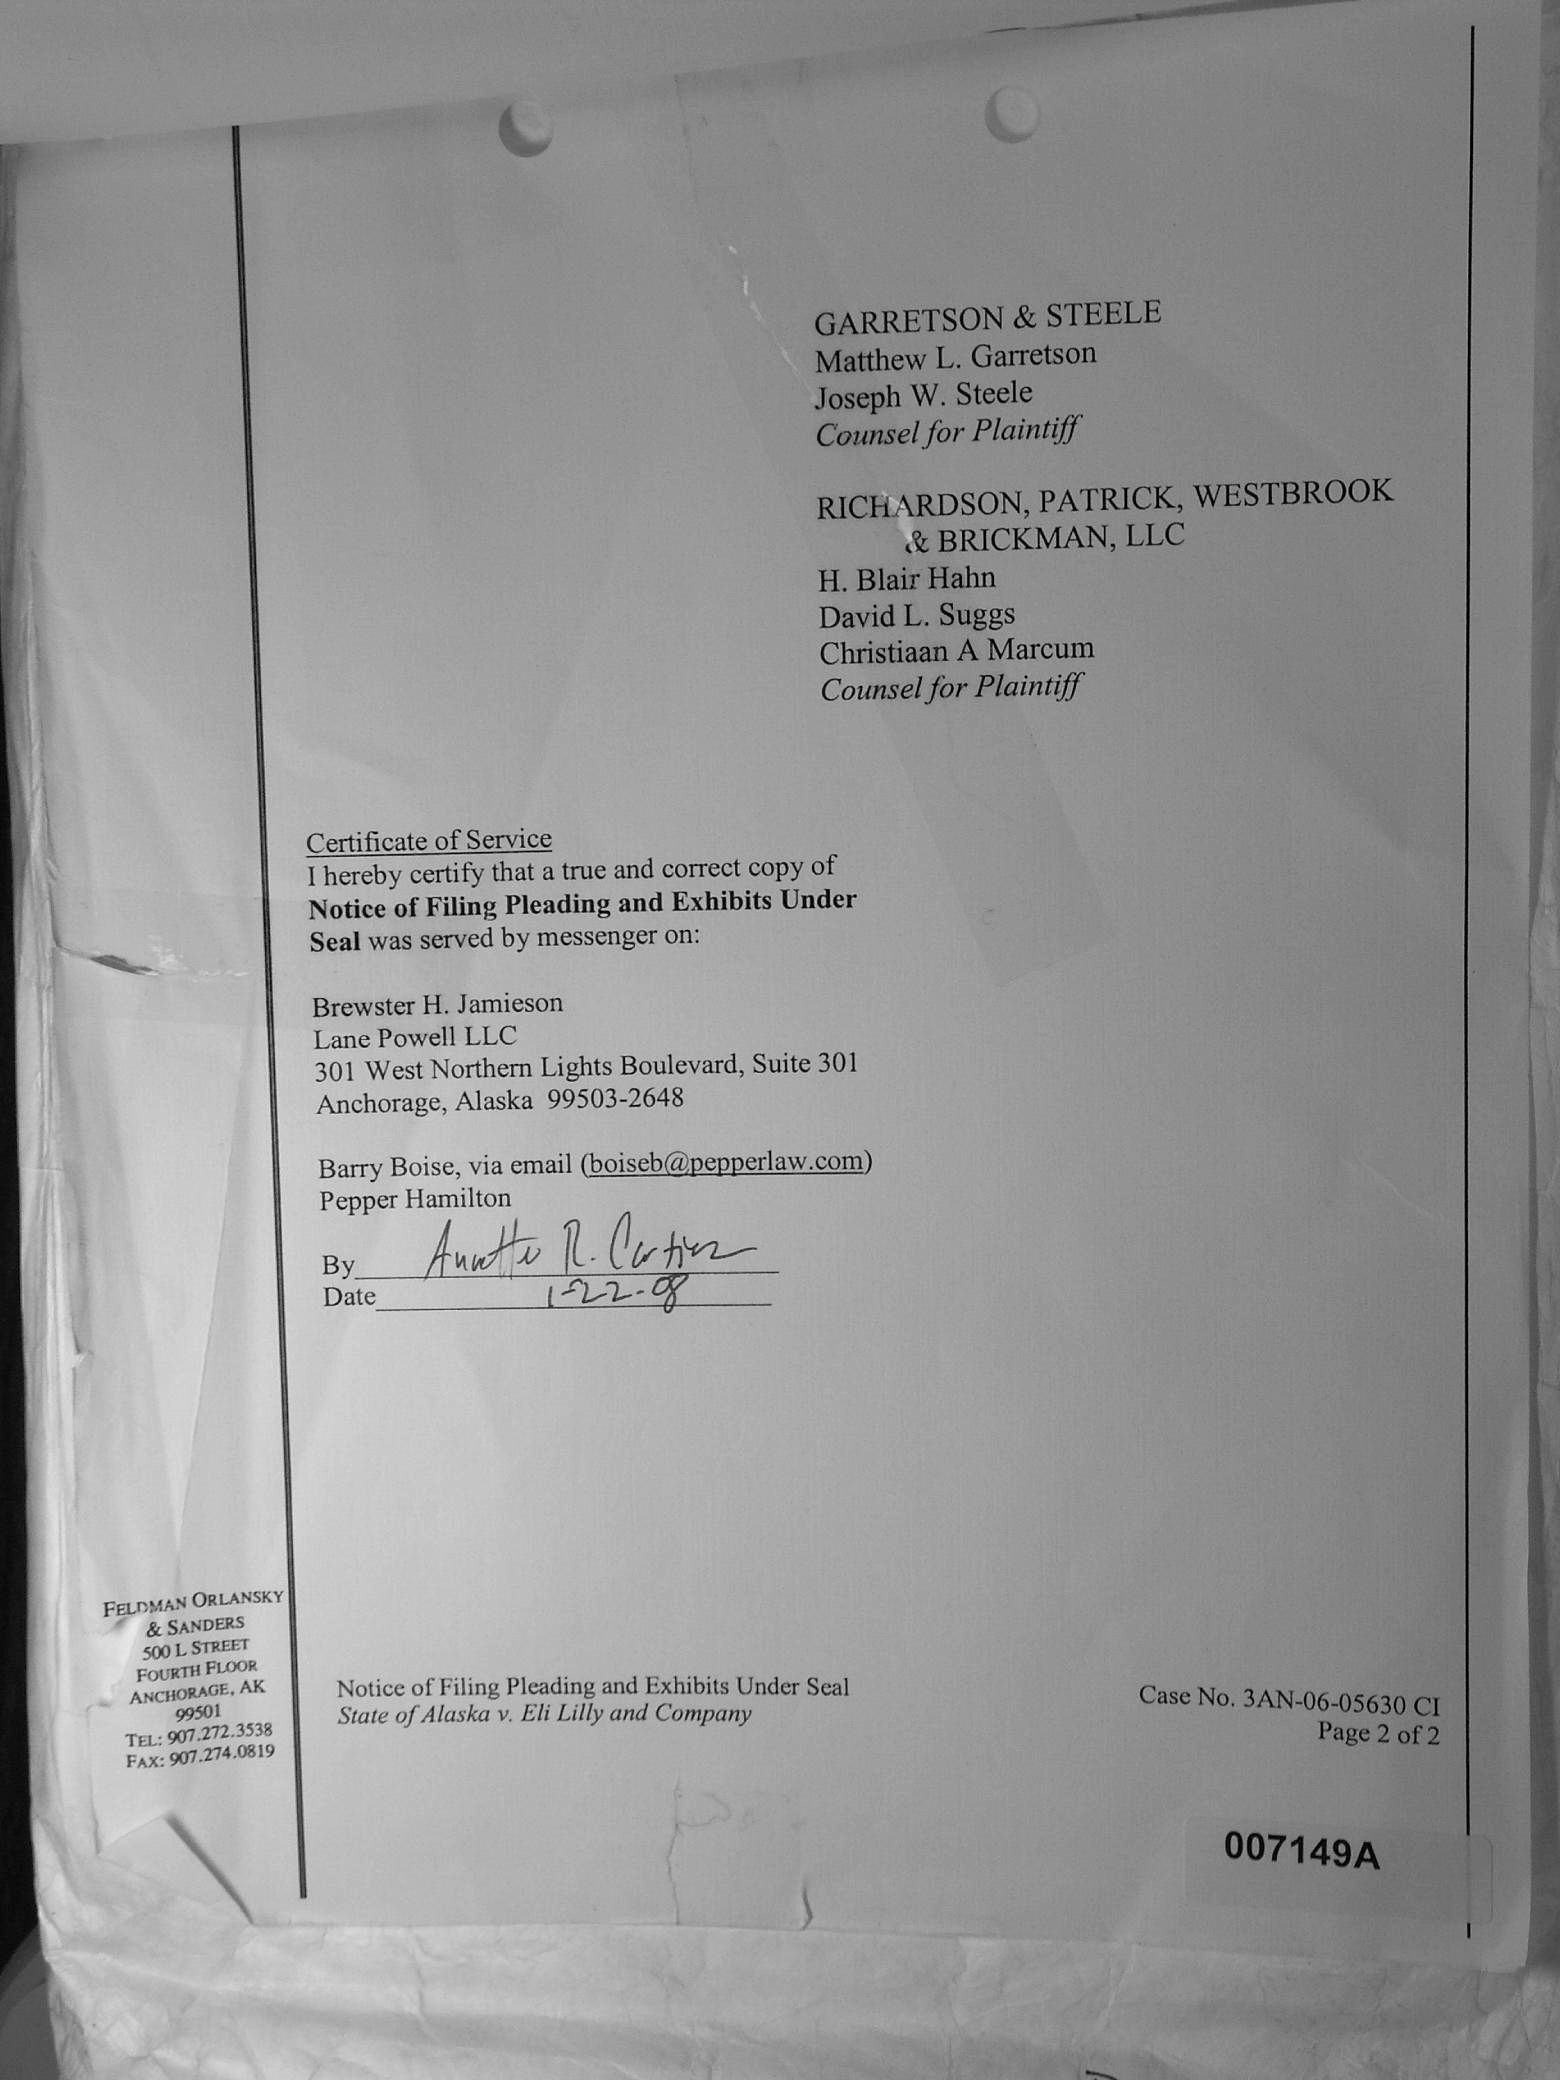 GARRETSON & STEELE
Matthew L. Garretson
Joseph W. Steele
Counsel for Plaintiff
RICHARDSON, PATRICK, WESTBROOK
& BRICKMAN, LLC
H. Blair Hahn
David L. Suggs
Christiaan A Marcum
Counsel for Plaintiff
Certificate of Service
I hereby certify that a true and correct copy of
Notice of Filing Pleading and Exhibits Under
Seal was served by messenger on:
Brewster H. Jamieson
Lane Powell LLC
301 West Northern Lights Boulevard, Suite 301
Anchorage, Alaska 99503-2648
Barry Boise, via email (boiseb@pepperlaw.com)
Pepper Hamilton
By R.
Date 1-22-08
FELDMAN ORLANSKY
& SANDERS
500 L STREET
FOURTH FLOOR
ANCHORAGE, AK
99501
TEL: 907.272.3538
FAX: 907.274.0819
Notice of Filing Pleading and Exhibits Under Seal
State of Alaska v. Eli Lilly and Company
Case No. 3AN-06-05630 CI
Page 2 of 2
007149A